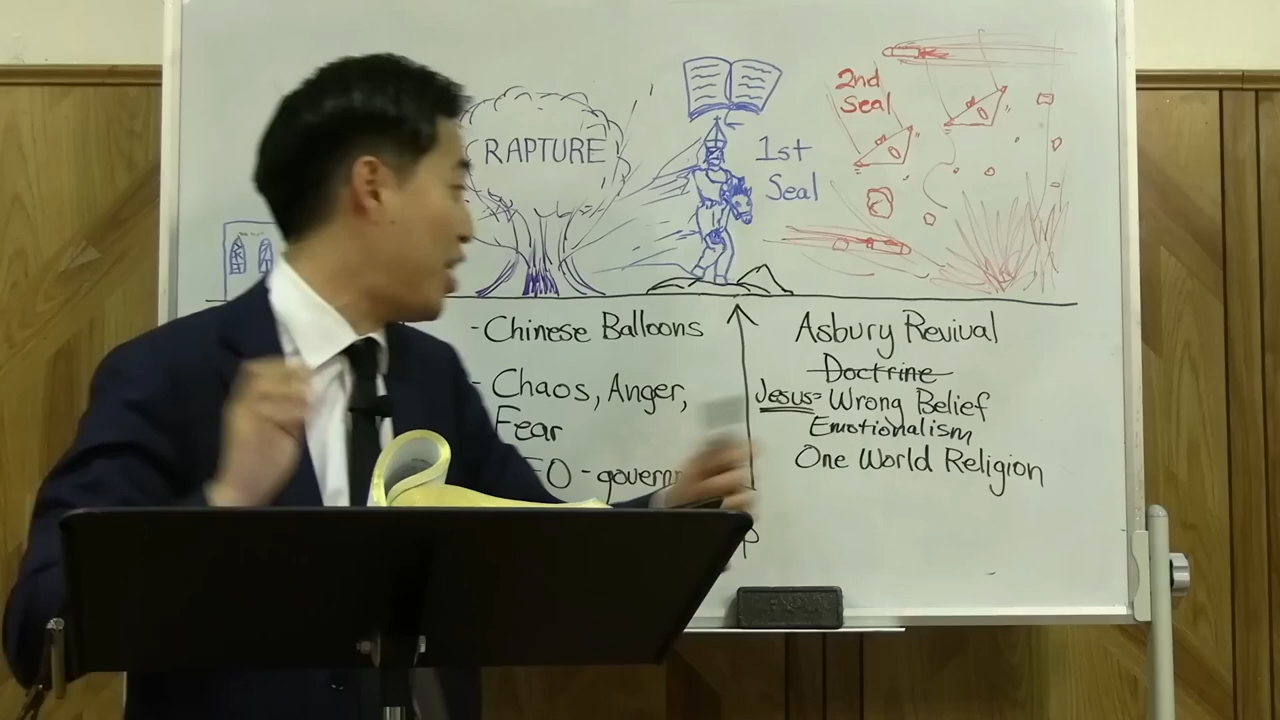 RAPTURE
1st
Seal
2nd
Seal
-Chinese Balloons
-Chaos, Anger,
Fear
Asbury Revival
Doctrine
Jesus= Wrong Belief
Emotionalism
One World Religion